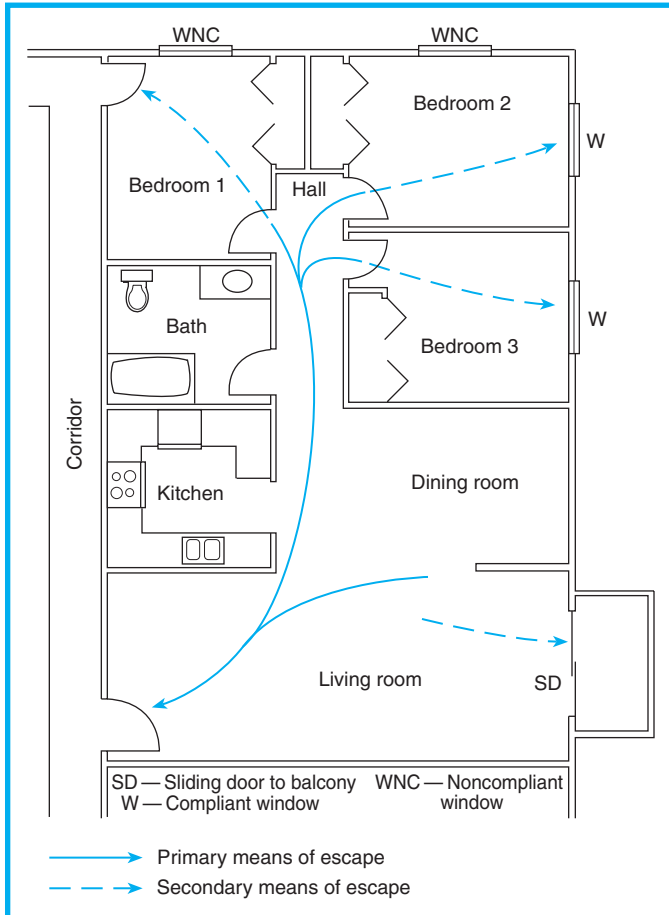 WNC
WNC
Bedroom 2
W
Bedroom 1
Hall
W
Bath
Bedroom 3
Corridor
Kitchen
Dining room
Living room
SD
SD — Sliding door to balcony
W — Compliant window
WNC — Noncompliant
window
Primary means of escape
Secondary means of escape